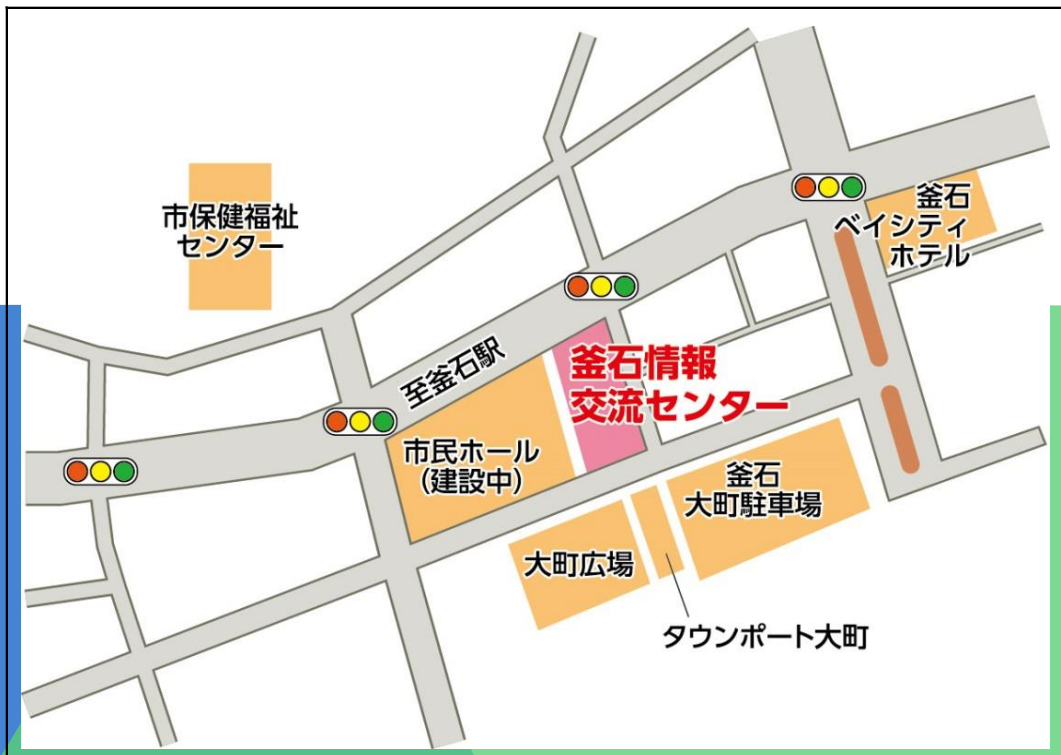 市保健福祉
センター
釜石
ベイシティ
ホテル
至釜石駅
釜石情報
交流センター
市民ホール
(建設中)
釜石
大町駐車場
大町広場
タウンポート大町